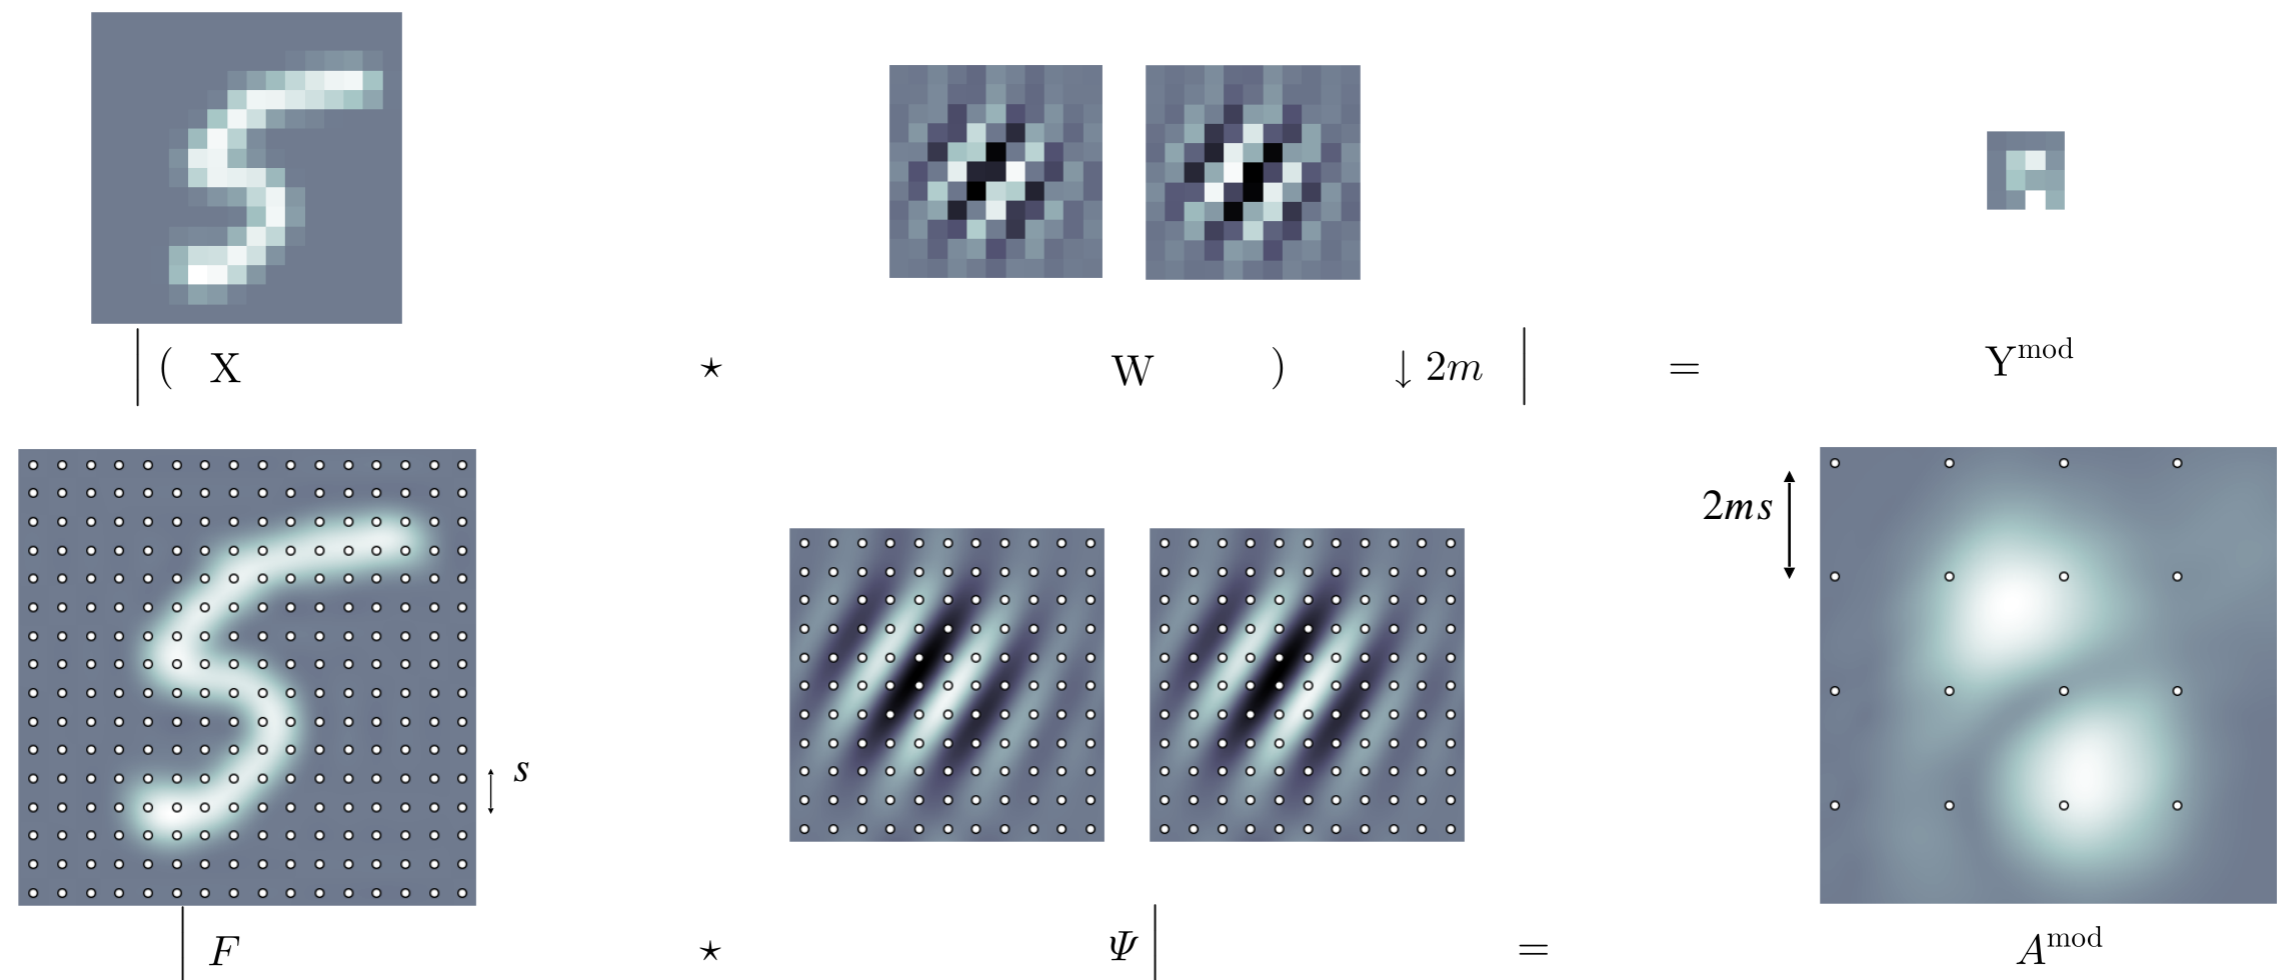 | ( X ⋆ W ) ↓ 2m | = Y^mod
2ms
s
| F ⋆ Ψ | = A^mod